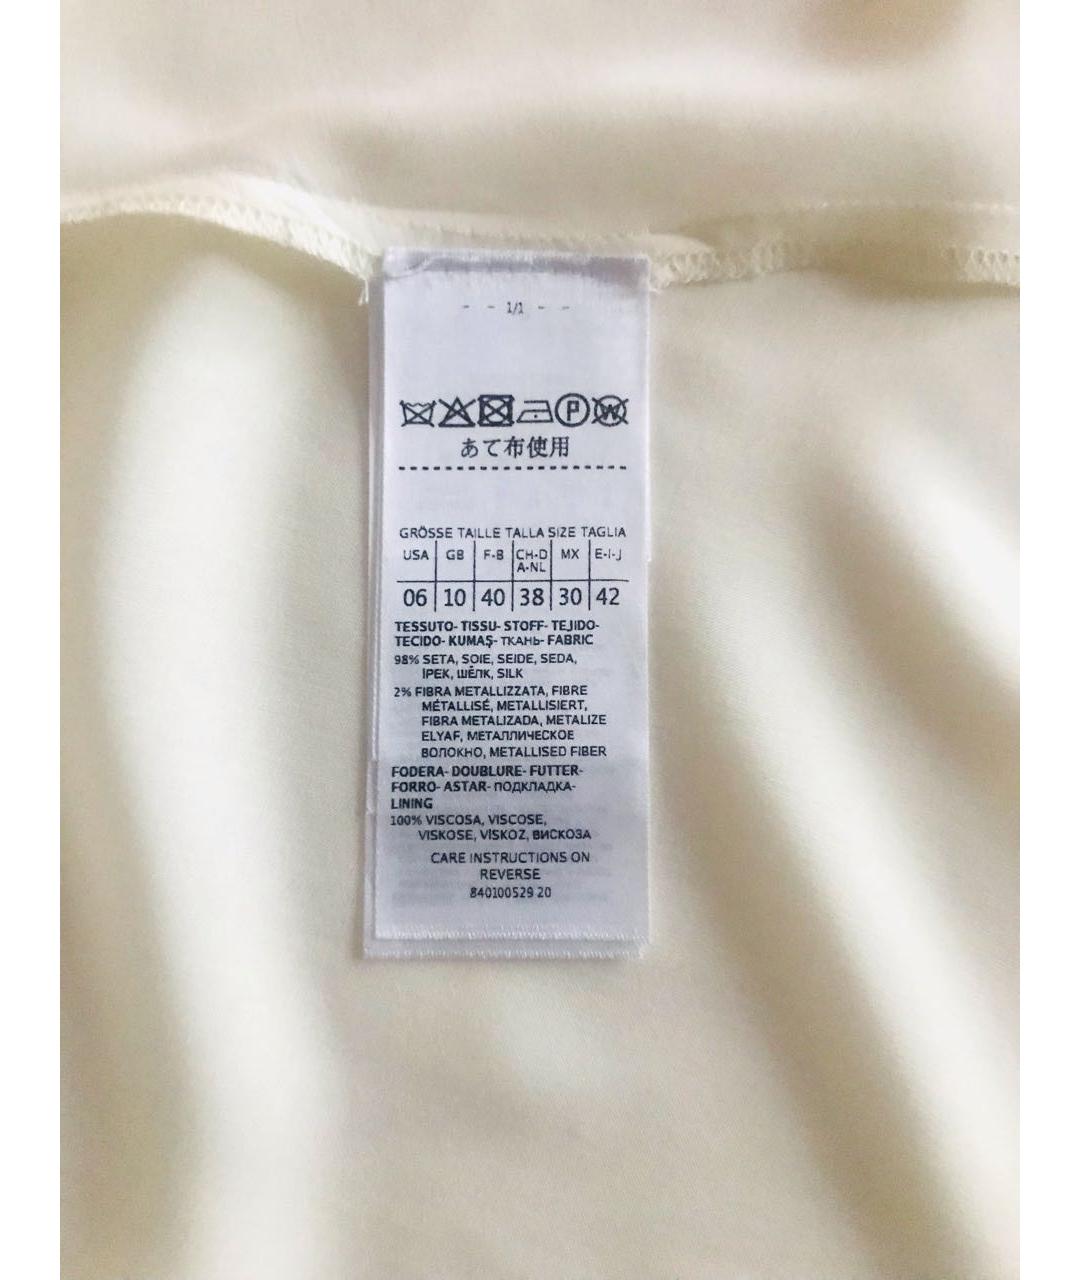 - - 1/1 - -
P W
あて布使用
GRÖSSE TAILLE TALLA SIZE TAGLIA
USA GB F-B CH-D A-NL MX E-I-J
06 10 40 38 30 42
TESSUTO- TISSU- STOFF- TEJIDO-
TECIDO- KUMAŞ- ТКАНЬ- FABRIC
98% SETA, SOIE, SEIDE, SEDA,
İPEK, ШЁЛК, SILK
2% FIBRA METALLIZZATA, FIBRE
MÉTALLISÉ, METALLISIERT,
FIBRA METALIZADA, METALIZE
ELYAF, МЕТАЛЛИЧЕСКОЕ
ВОЛОКНО, METALLISED FIBER
FODERA- DOUBLURE- FUTTER-
FORRO- ASTAR- ПОДКЛАДКА-
LINING
100% VISCOSA, VISCOSE,
VISKOSE, VİSKOZ, ВИСКОЗА
CARE INSTRUCTIONS ON
REVERSE
840100529 20